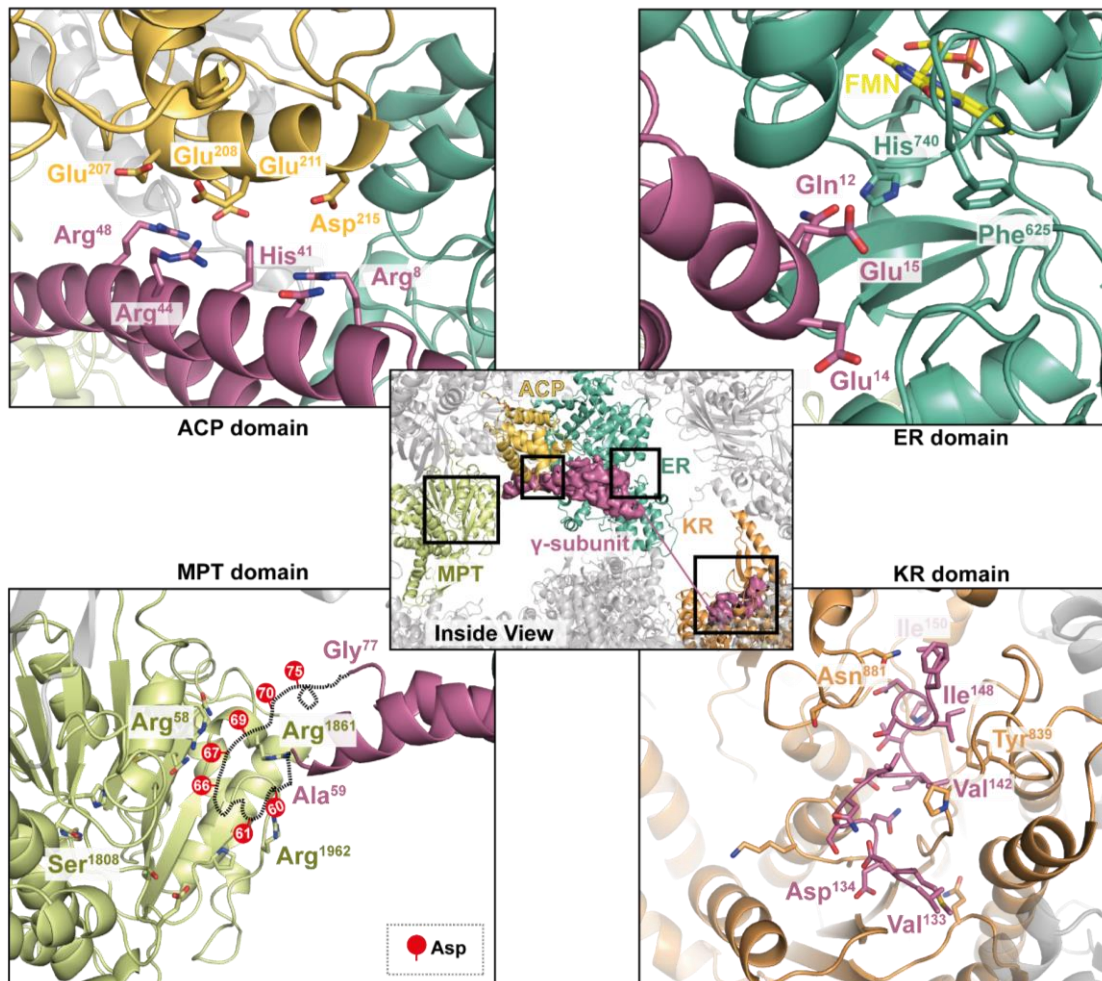 Glu207
Glu208
Glu211
Asp215
Arg48
His41
Arg8
Arg44
ACP domain
FMN
His740
Gln12
Phe625
Glu15
Glu14
ER domain
ACP
ER
KR
γ-subunit
MPT
Inside View
MPT domain
Gly77
75
70
Arg58
69
Arg1861
67
66
Ala59
60
61
Ser1808
Arg1962
Asp
KR domain
Ile150
Asn881
Ile148
Tyr839
Val142
Asp134
Val133